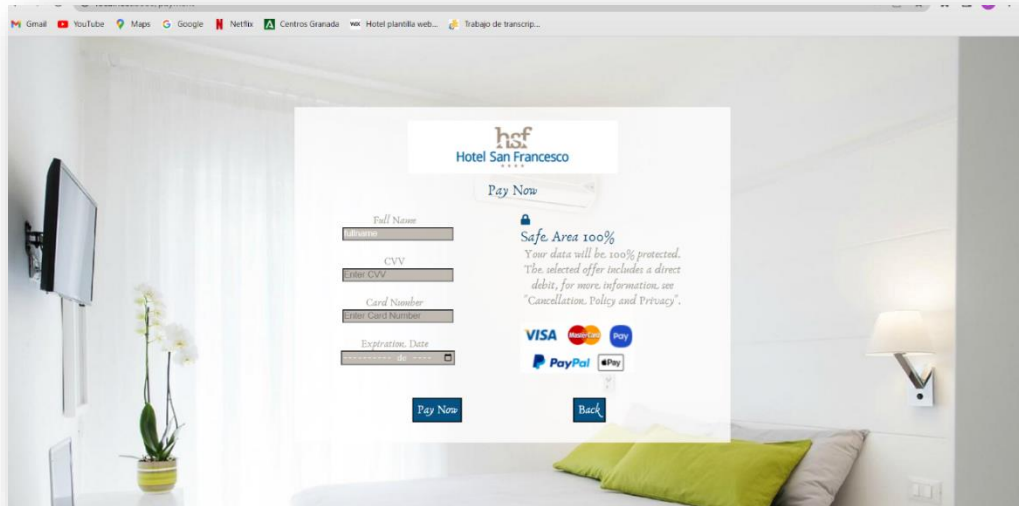 Gmail YouTube Maps Google Netflix Centros Granada WIX Hotel plantilla web... Trabajo de transcrip...
hsf
Hotel San Francesco
Pay Now
Full Name
fullname
CVV
Enter CVV
Card Number
Enter Card Number
Expiration Date
---------- de ----
Safe Area 100%
Your data will be 100% protected.
The selected offer includes a direct
debit, for more information, see
"Cancellation Policy and Privacy".
VISA MasterCard Pay
PayPal Pay
Pay Now
Back